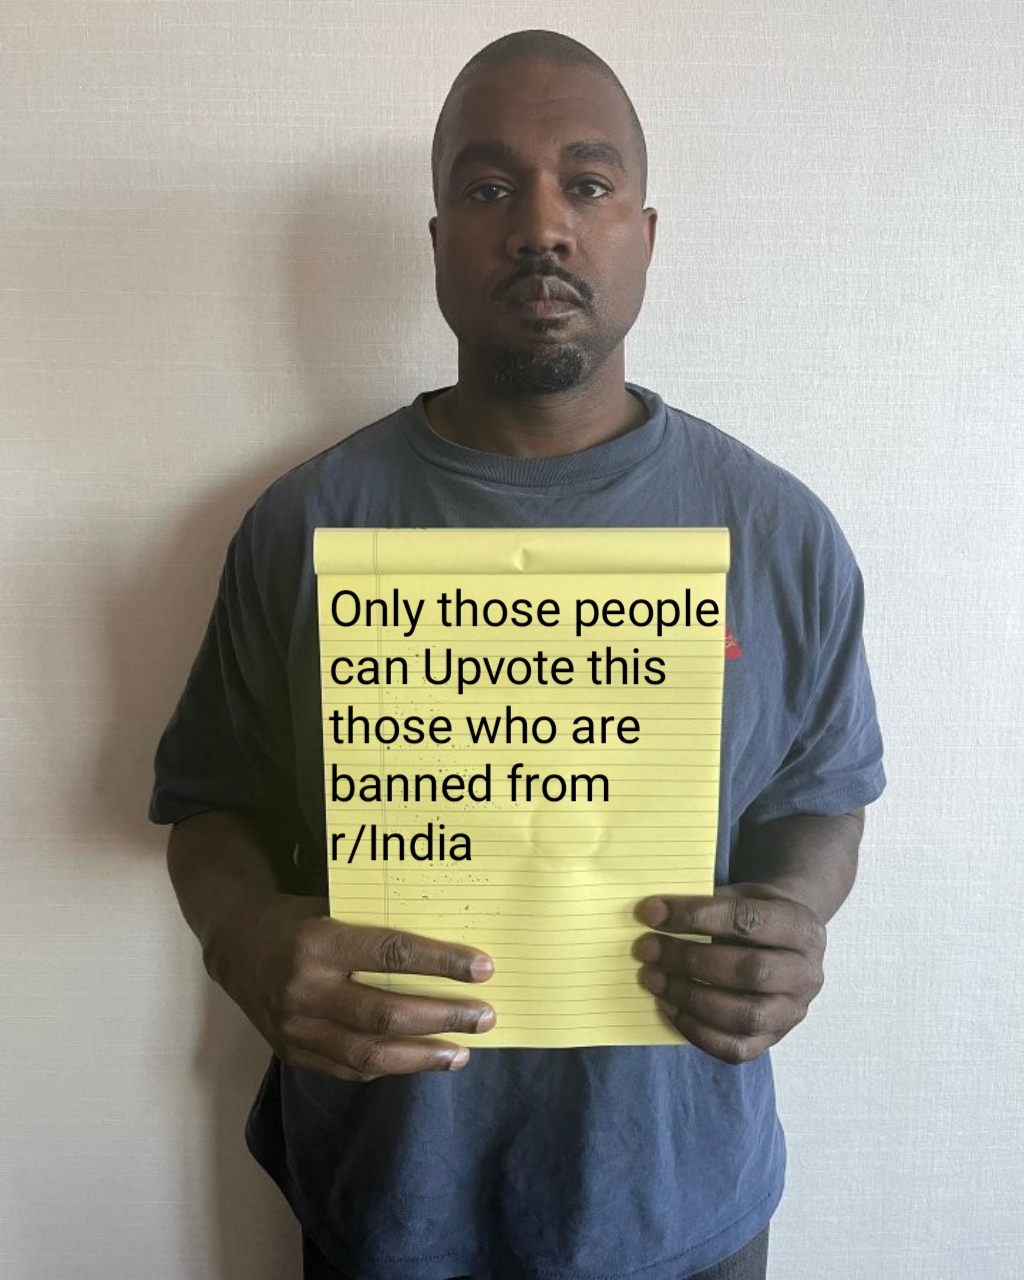 Only those people
can Upvote this
those who are
banned from
r/India